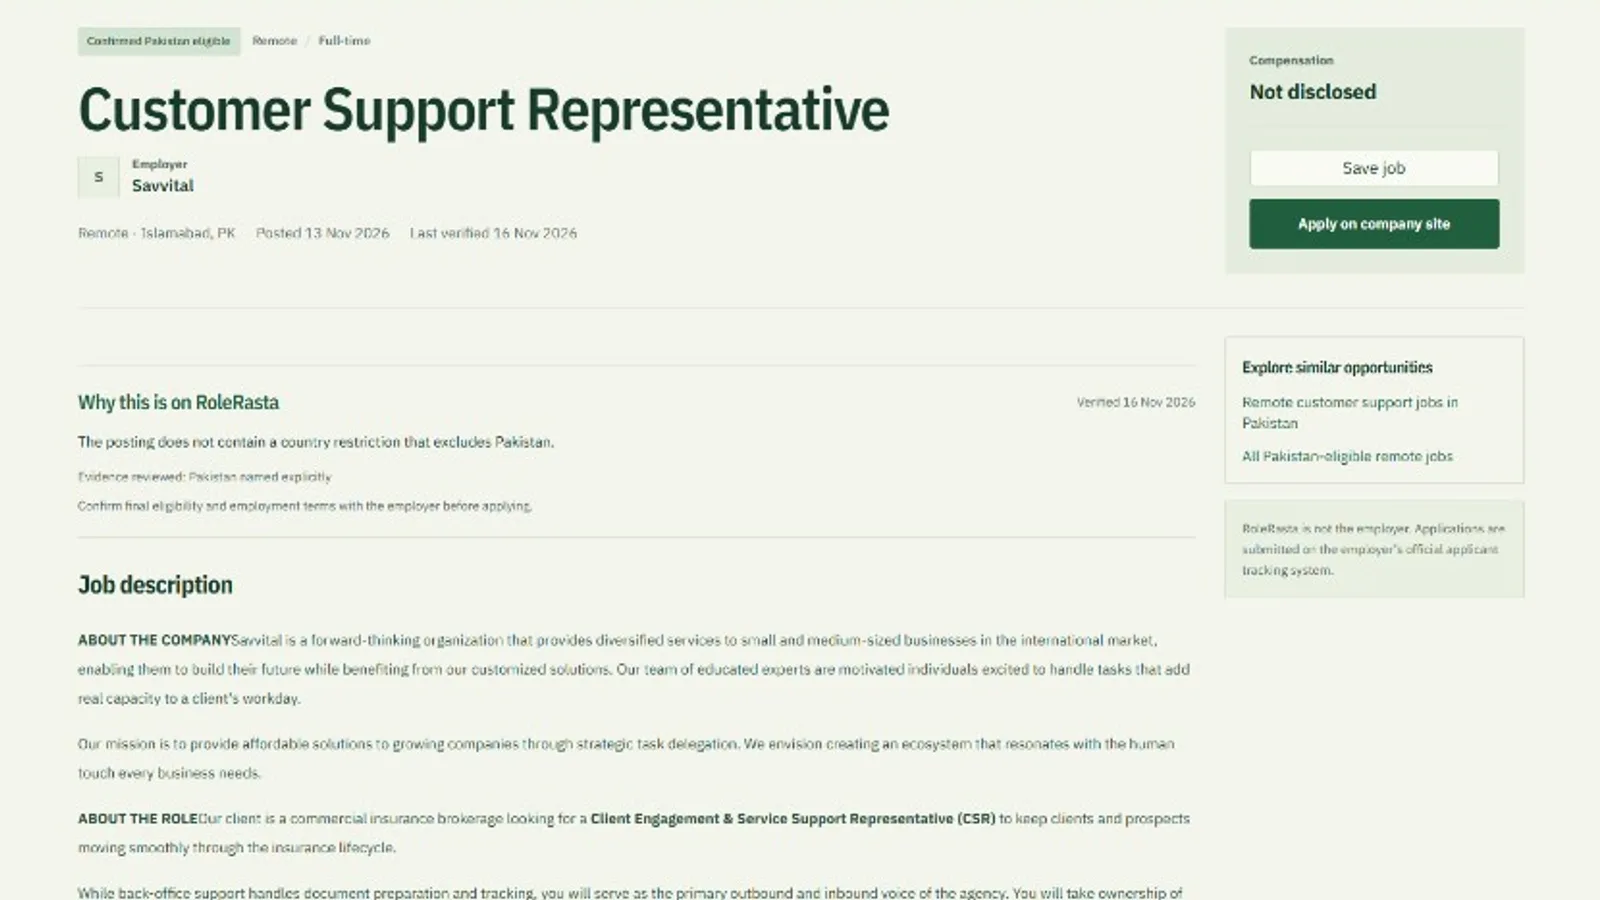 Confirmed Pakistan eligible Remote / Full-time
Customer Support Representative
S
Employer
Savvital
Remote · Islamabad, PK Posted 13 Nov 2026 Last verified 16 Nov 2026
Compensation
Not disclosed
Save job
Apply on company site
Why this is on RoleRasta
Verified 16 Nov 2026
The posting does not contain a country restriction that excludes Pakistan.
Evidence reviewed: Pakistan named explicitly
Confirm final eligibility and employment terms with the employer before applying.
Explore similar opportunities
Remote customer support jobs in
Pakistan
All Pakistan-eligible remote jobs
RoleRasta is not the employer. Applications are
submitted on the employer's official applicant
tracking system.
Job description
ABOUT THE COMPANYSavvital is a forward-thinking organization that provides diversified services to small and medium-sized businesses in the international market,
enabling them to build their future while benefiting from our customized solutions. Our team of educated experts are motivated individuals excited to handle tasks that add
real capacity to a client's workday.
Our mission is to provide affordable solutions to growing companies through strategic task delegation. We envision creating an ecosystem that resonates with the human
touch every business needs.
ABOUT THE ROLEOur client is a commercial insurance brokerage looking for a Client Engagement & Service Support Representative (CSR) to keep clients and prospects
moving smoothly through the insurance lifecycle.
While back-office support handles document preparation and tracking, you will serve as the primary outbound and inbound voice of the agency. You will take ownership of